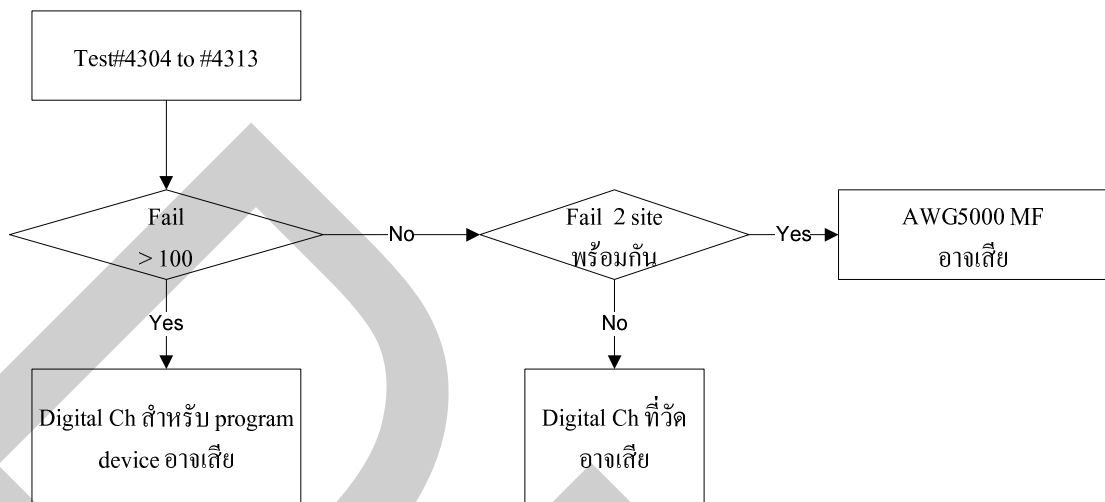 Test#4304 to #4313
Fail
> 100
No
Fail 2 site
พร้อมกัน
Yes
AWG5000 MF
อาจเสีย
Yes
No
Digital Ch สำหรับ program
device อาจเสีย
Digital Ch ที่วัด
อาจเสีย